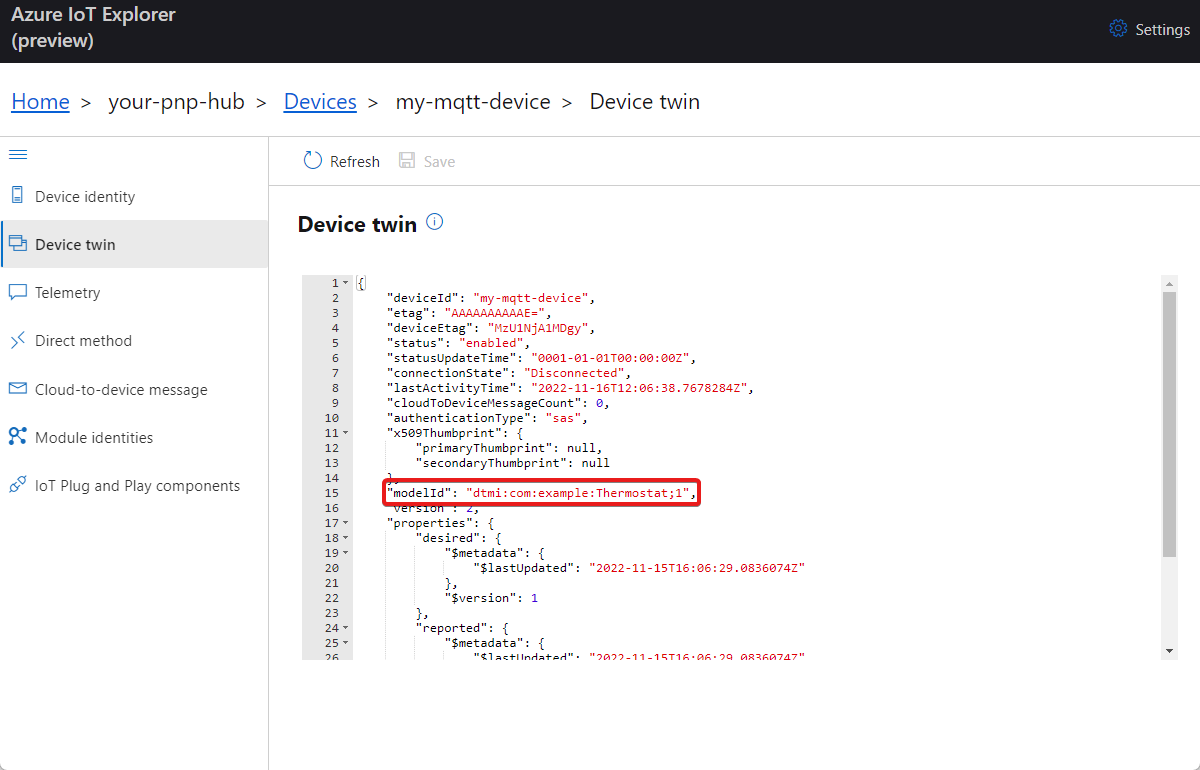 Azure IoT Explorer
(preview)
Settings
Home > your-pnp-hub > Devices > my-mqtt-device > Device twin
Refresh Save
Device identity
Device twin
Telemetry
Direct method
Cloud-to-device message
Module identities
IoT Plug and Play components
Device twin
1 {
2 "deviceId": "my-mqtt-device",
3 "etag": "AAAAAAAAAAE=",
4 "deviceEtag": "MzU1NjA1MDgy",
5 "status": "enabled",
6 "statusUpdateTime": "0001-01-01T00:00:00Z",
7 "connectionState": "Disconnected",
8 "lastActivityTime": "2022-11-16T12:06:38.7678284Z",
9 "cloudToDeviceMessageCount": 0,
10 "authenticationType": "sas",
11 "x509Thumbprint": {
12 "primaryThumbprint": null,
13 "secondaryThumbprint": null
14 },
15 "modelId": "dtmi:com:example:Thermostat;1",
16 "version": 2,
17 "properties": {
18 "desired": {
19 "$metadata": {
20 "$lastUpdated": "2022-11-15T16:06:29.0836074Z"
21 },
22 "$version": 1
23 },
24 "reported": {
25 "$metadata": {
26 "$lastUpdated": "2022-11-15T16:06:29.0836074Z"